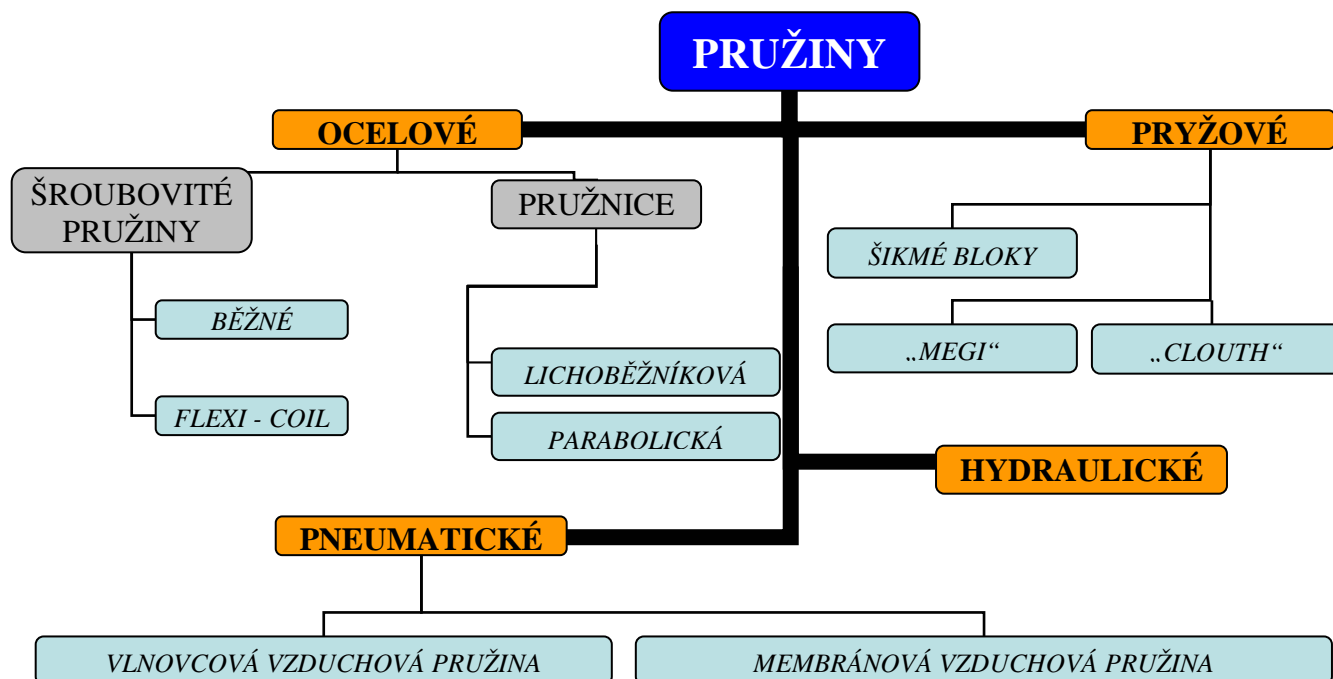 PRUŽINY
OCELOVÉ
PRYŽOVÉ
ŠROUBOVITÉ
PRUŽINY
PRUŽNICE
ŠIKMÉ BLOKY
BĚŽNÉ
„MEGI“
„CLOUTH“
LICHOBĚŽNÍKOVÁ
FLEXI - COIL
PARABOLICKÁ
HYDRAULICKÉ
PNEUMATICKÉ
VLNOVCOVÁ VZDUCHOVÁ PRUŽINA
MEMBRÁNOVÁ VZDUCHOVÁ PRUŽINA